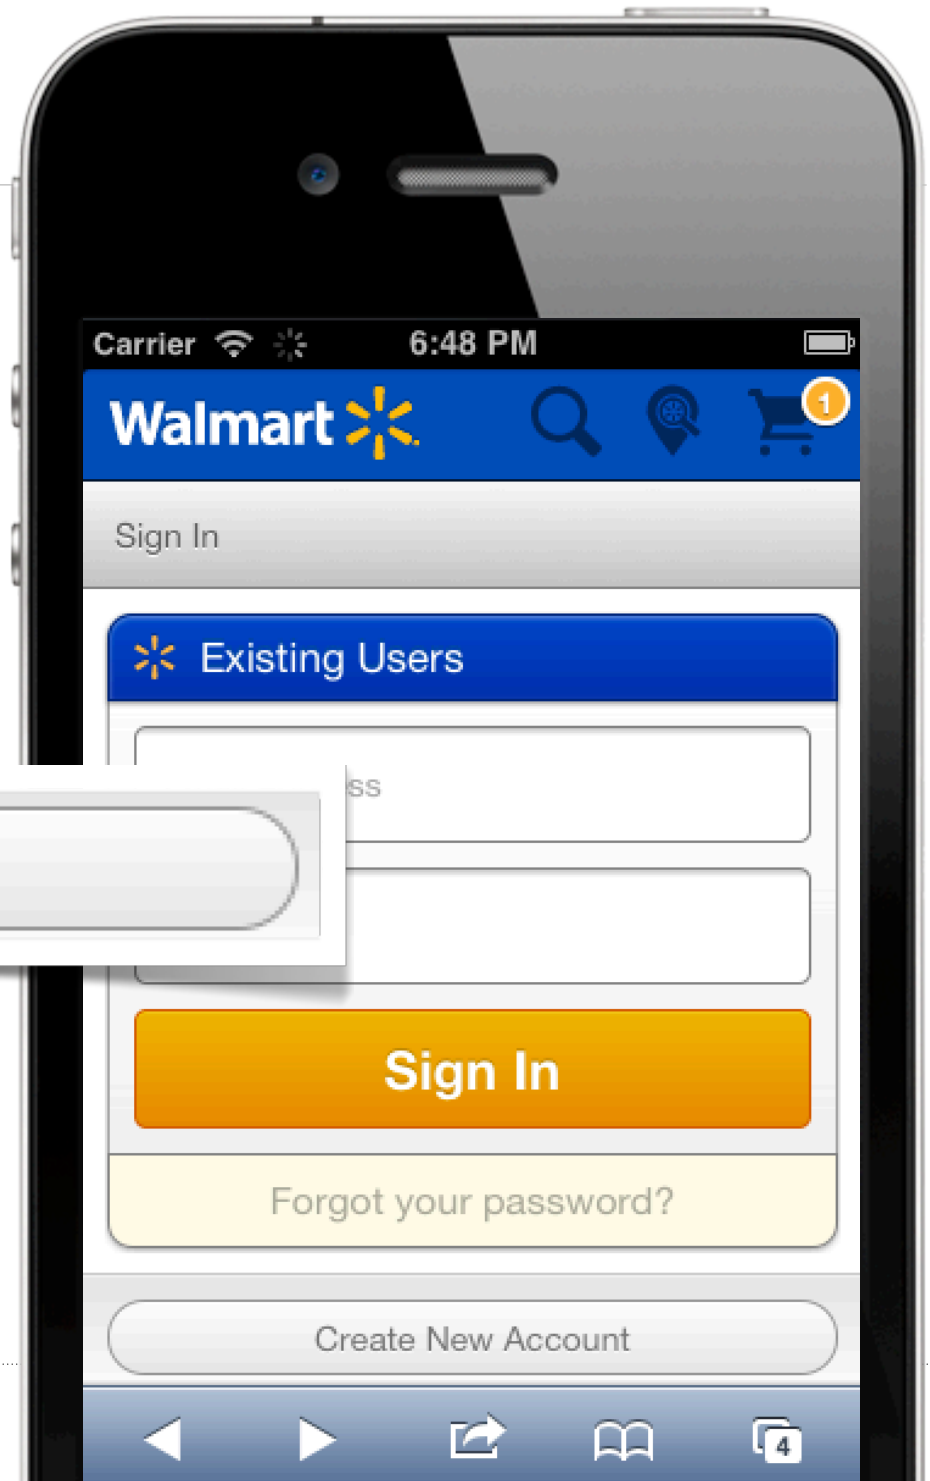 Carrier 6:48 PM
Walmart
1
Sign In
Existing Users
ss
Sign In
Forgot your password?
Create New Account
4